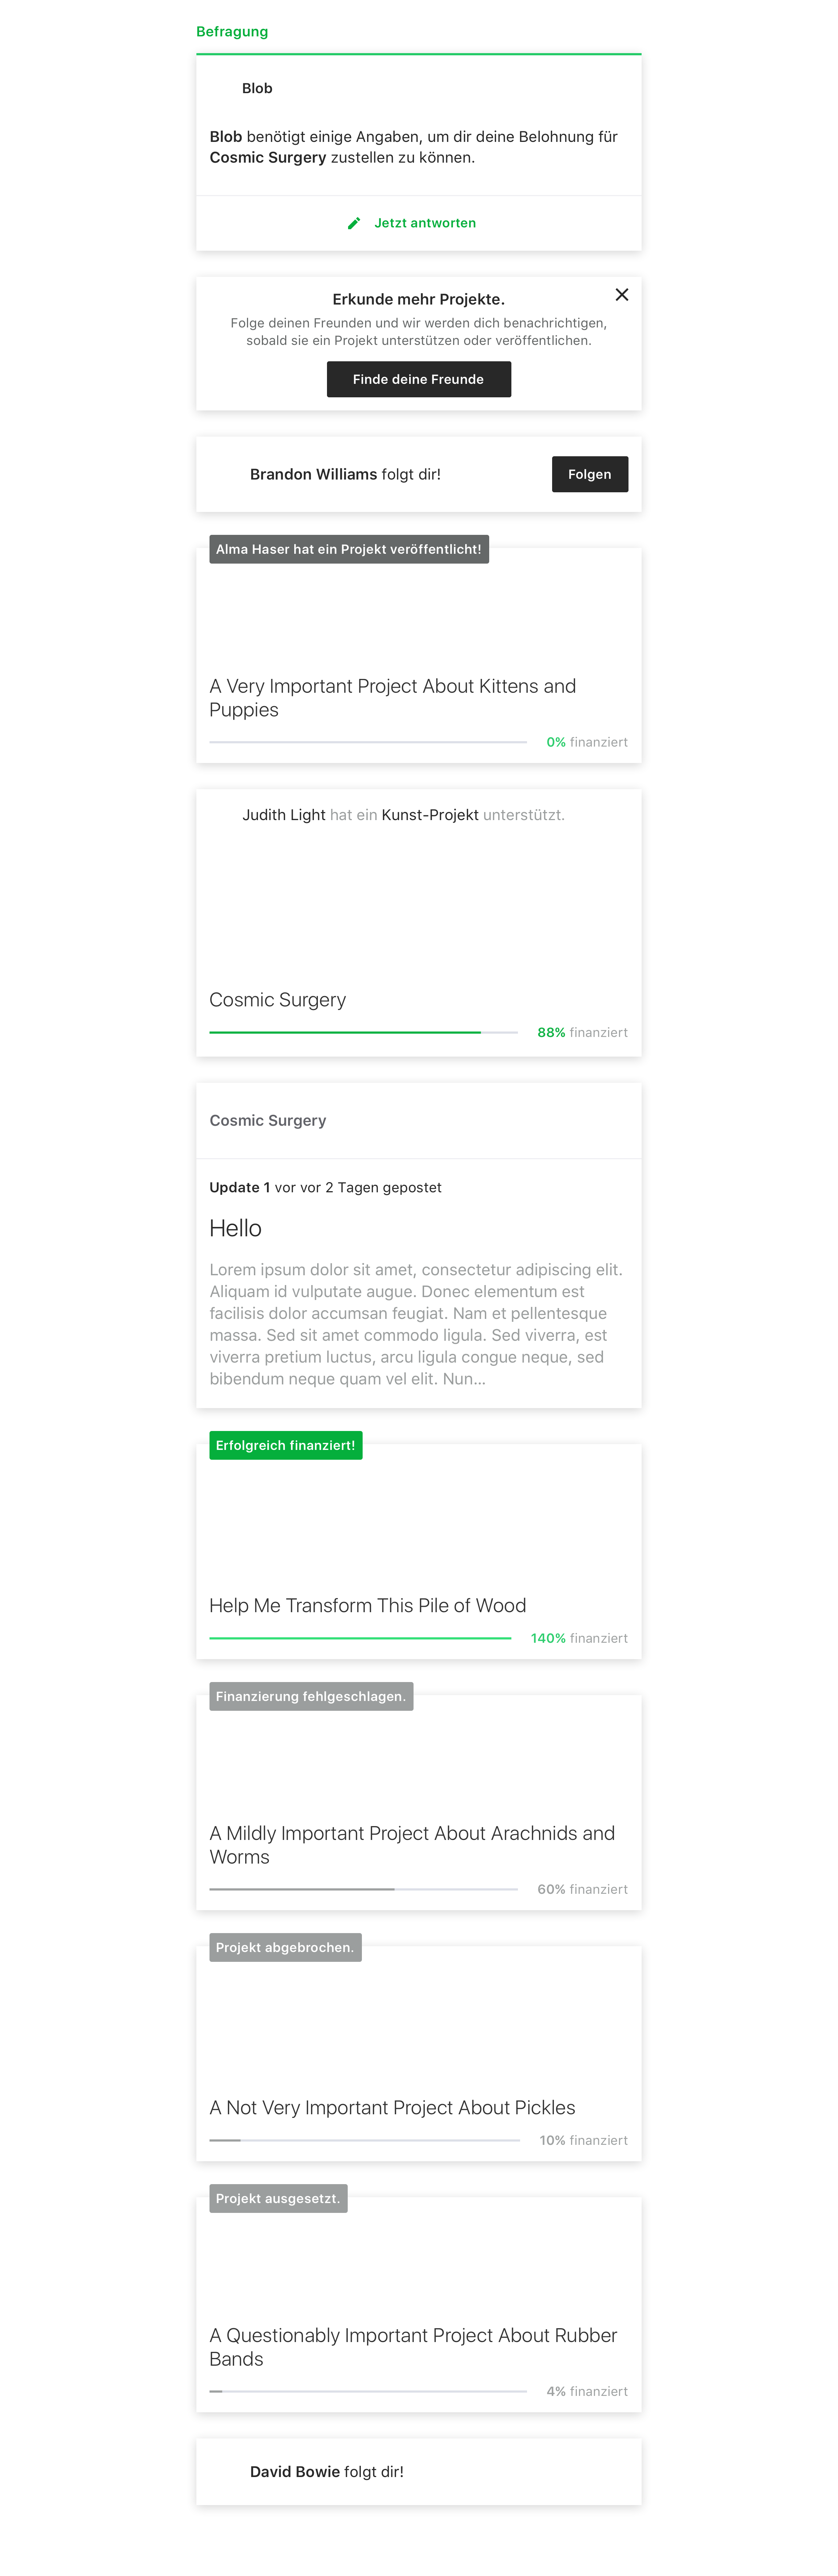 Befragung
Blob
Blob benötigt einige Angaben, um dir deine Belohnung für
Cosmic Surgery zustellen zu können.
Jetzt antworten
Erkunde mehr Projekte.
Folge deinen Freunden und wir werden dich benachrichtigen,
sobald sie ein Projekt unterstützen oder veröffentlichen.
Finde deine Freunde
Brandon Williams folgt dir!
Folgen
Alma Haser hat ein Projekt veröffentlicht!
A Very Important Project About Kittens and
Puppies
0% finanziert
Judith Light hat ein Kunst-Projekt unterstützt.
Cosmic Surgery
88% finanziert
Cosmic Surgery
Update 1 vor vor 2 Tagen gepostet
Hello
Lorem ipsum dolor sit amet, consectetur adipiscing elit.
Aliquam id vulputate augue. Donec elementum est
facilisis dolor accumsan feugiat. Nam et pellentesque
massa. Sed sit amet commodo ligula. Sed viverra, est
viverra pretium luctus, arcu ligula congue neque, sed
bibendum neque quam vel elit. Nun...
Erfolgreich finanziert!
Help Me Transform This Pile of Wood
140% finanziert
Finanzierung fehlgeschlagen.
A Mildly Important Project About Arachnids and
Worms
60% finanziert
Projekt abgebrochen.
A Not Very Important Project About Pickles
10% finanziert
Projekt ausgesetzt.
A Questionably Important Project About Rubber
Bands
4% finanziert
David Bowie folgt dir!